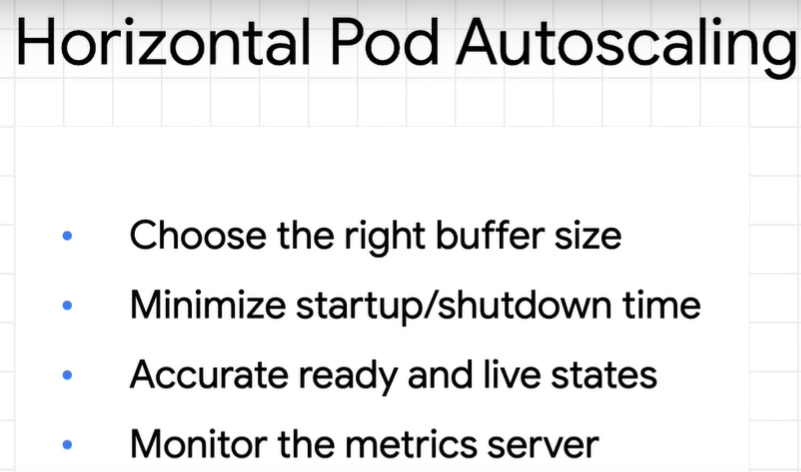 Horizontal Pod Autoscaling
• Choose the right buffer size
• Minimize startup/shutdown time
• Accurate ready and live states
• Monitor the metrics server